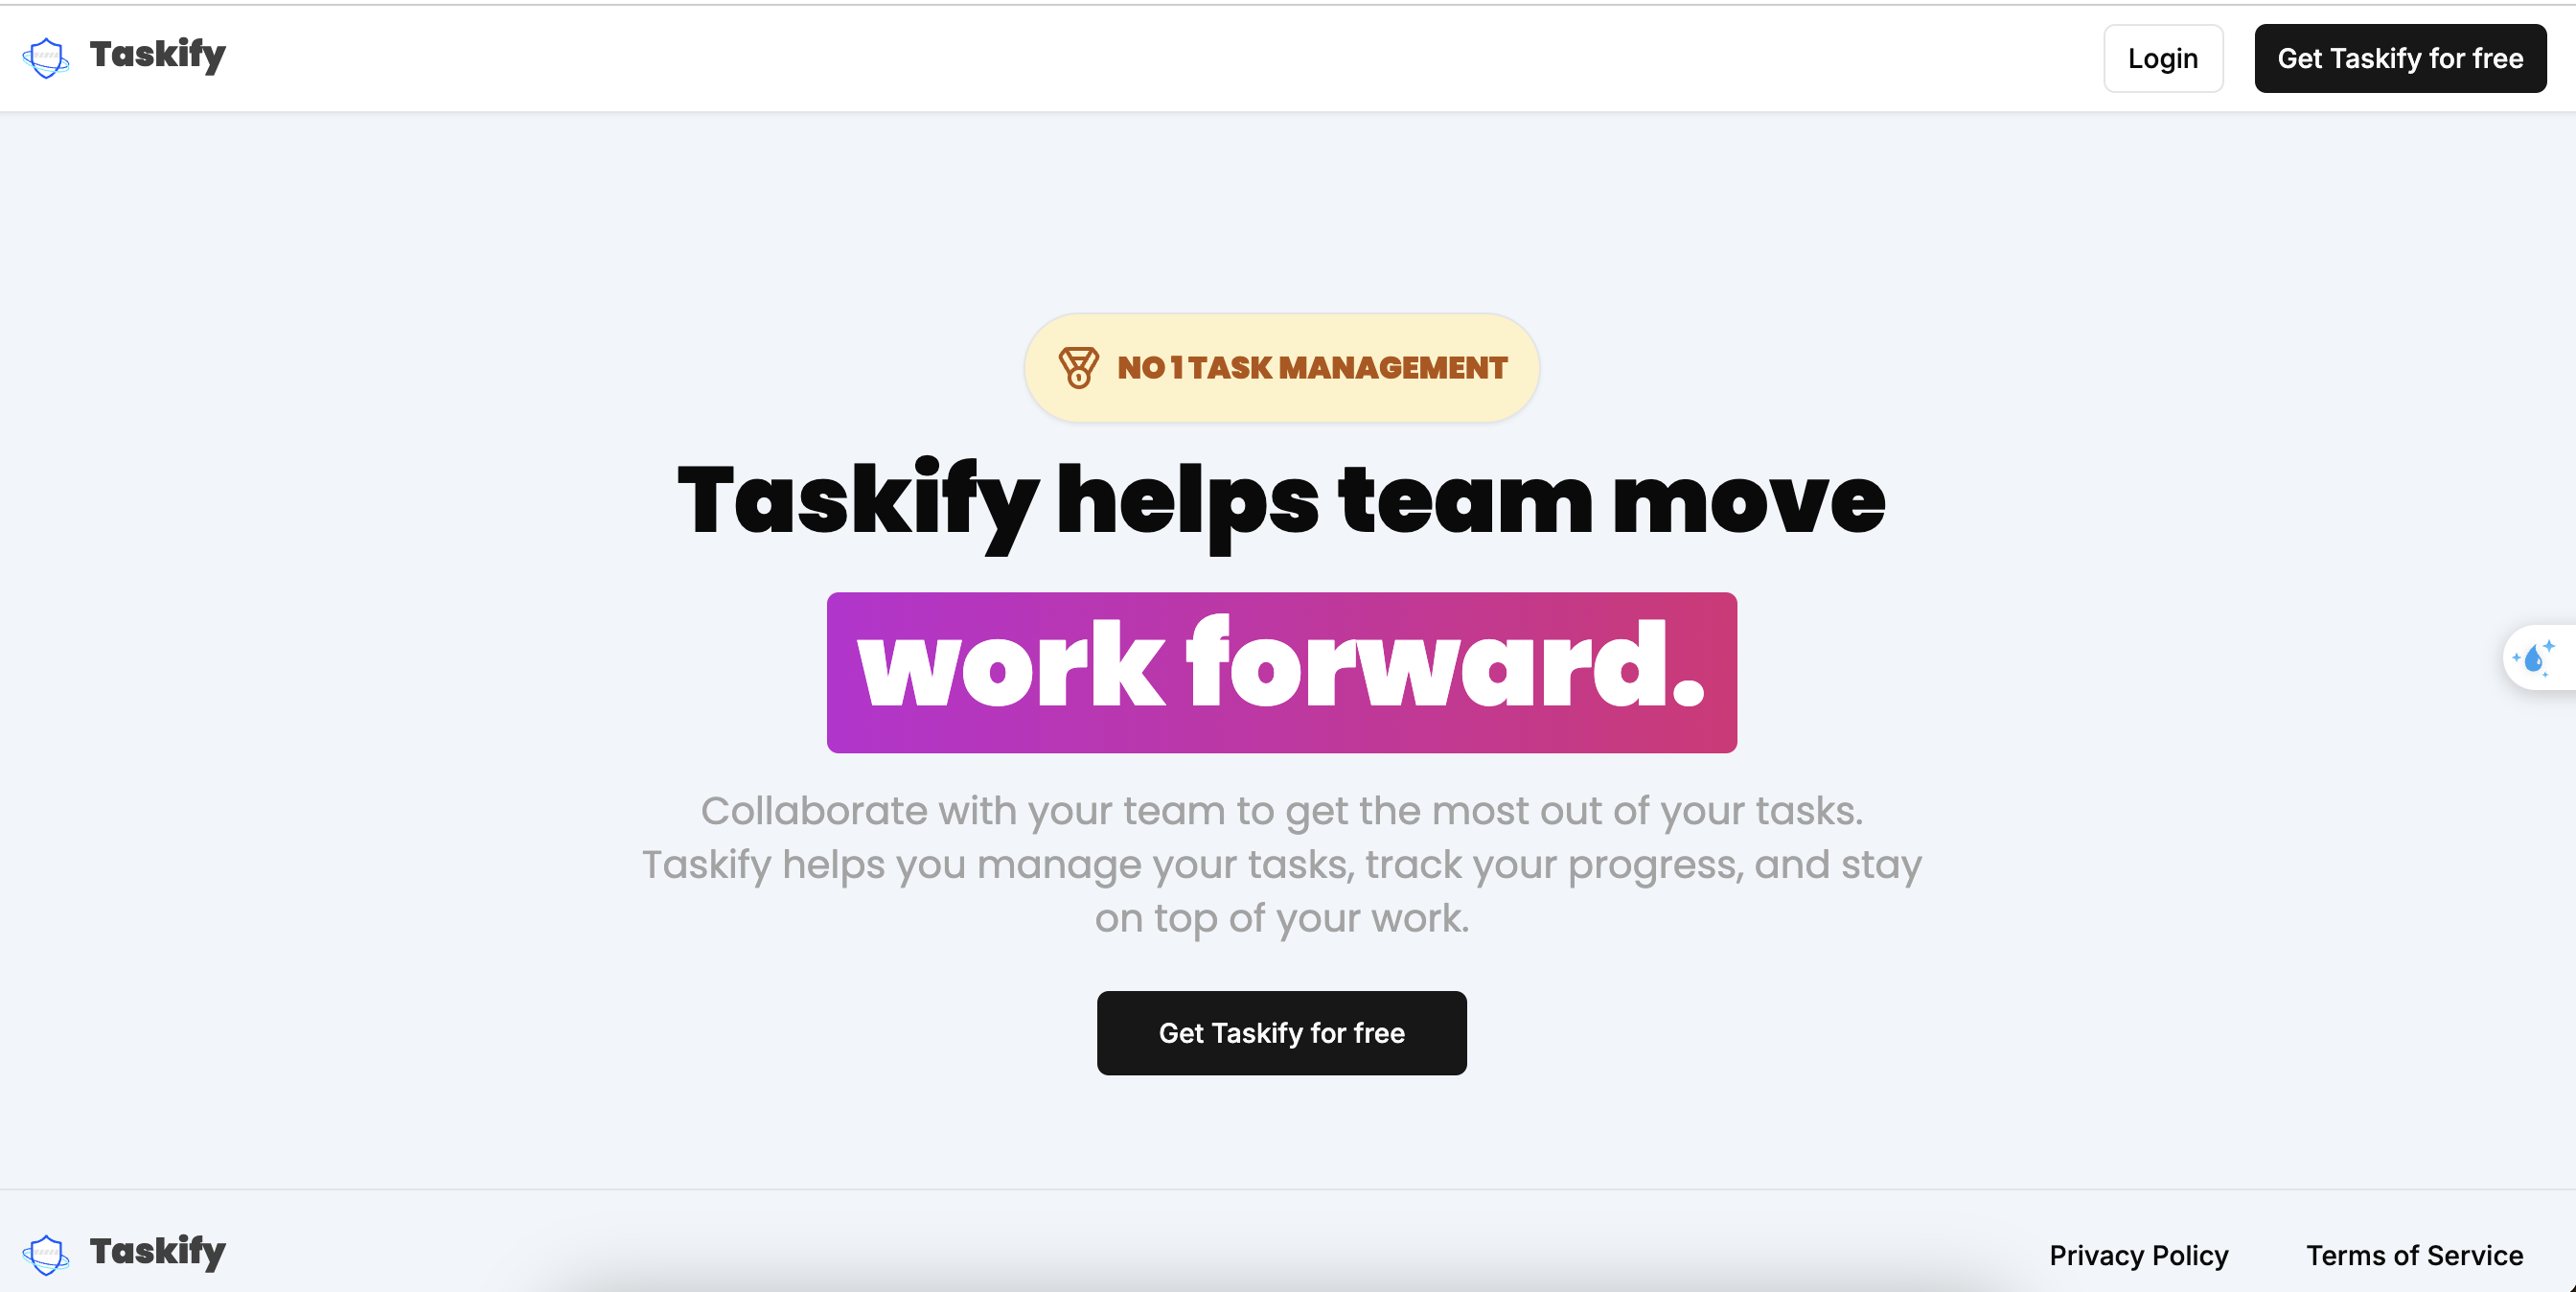 Taskify
Login
Get Taskify for free
NO 1 TASK MANAGEMENT
Taskify helps team move
work forward.
Collaborate with your team to get the most out of your tasks.
Taskify helps you manage your tasks, track your progress, and stay
on top of your work.
Get Taskify for free
Taskify
Privacy Policy
Terms of Service